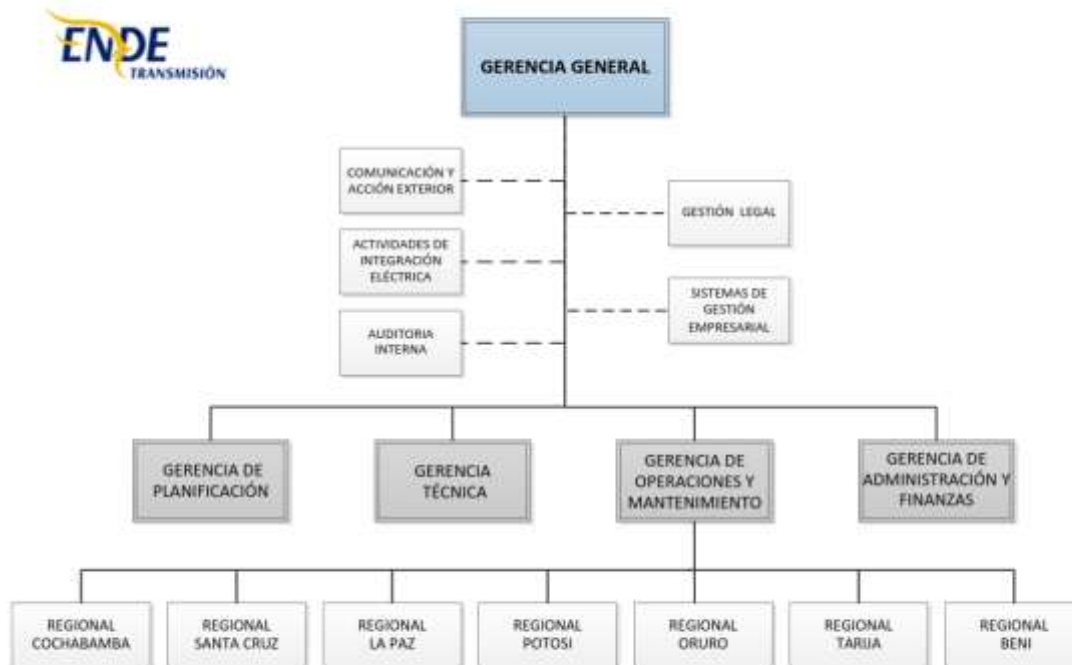 ENDE
TRANSMISIÓN
GERENCIA GENERAL
COMUNICACIÓN Y
ACCIÓN EXTERIOR
GESTIÓN LEGAL
ACTIVIDADES DE
INTEGRACIÓN
ELÉCTRICA
SISTEMAS DE
GESTIÓN
EMPRESARIAL
AUDITORIA
INTERNA
GERENCIA DE
PLANIFICACIÓN
GERENCIA
TÉCNICA
GERENCIA DE
OPERACIONES Y
MANTENIMIENTO
GERENCIA DE
ADMINISTRACIÓN Y
FINANZAS
REGIONAL
COCHABAMBA
REGIONAL
SANTA CRUZ
REGIONAL
LA PAZ
REGIONAL
POTOSI
REGIONAL
ORURO
REGIONAL
TARIJA
REGIONAL
BENI